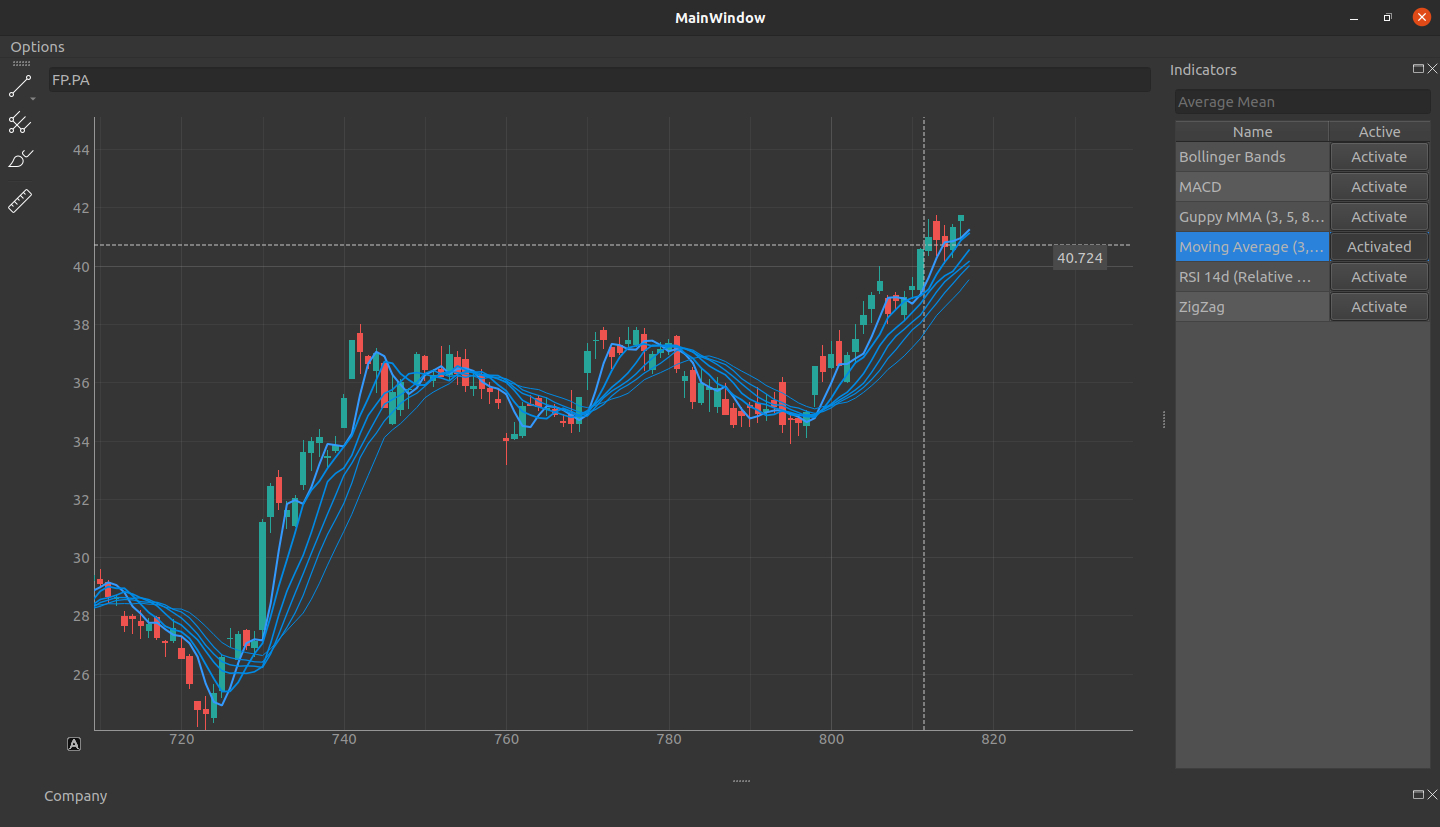 MainWindow
Options
FP.PA
44
42
40
38
36
34
32
30
28
26
40.724
720
740
760
780
800
820
A
Indicators
Average Mean
Name Active
Bollinger Bands Activate
MACD Activate
Guppy MMA (3, 5, 8... Activate
Moving Average (3,... Activated
RSI 14d (Relative ... Activate
ZigZag Activate
Company